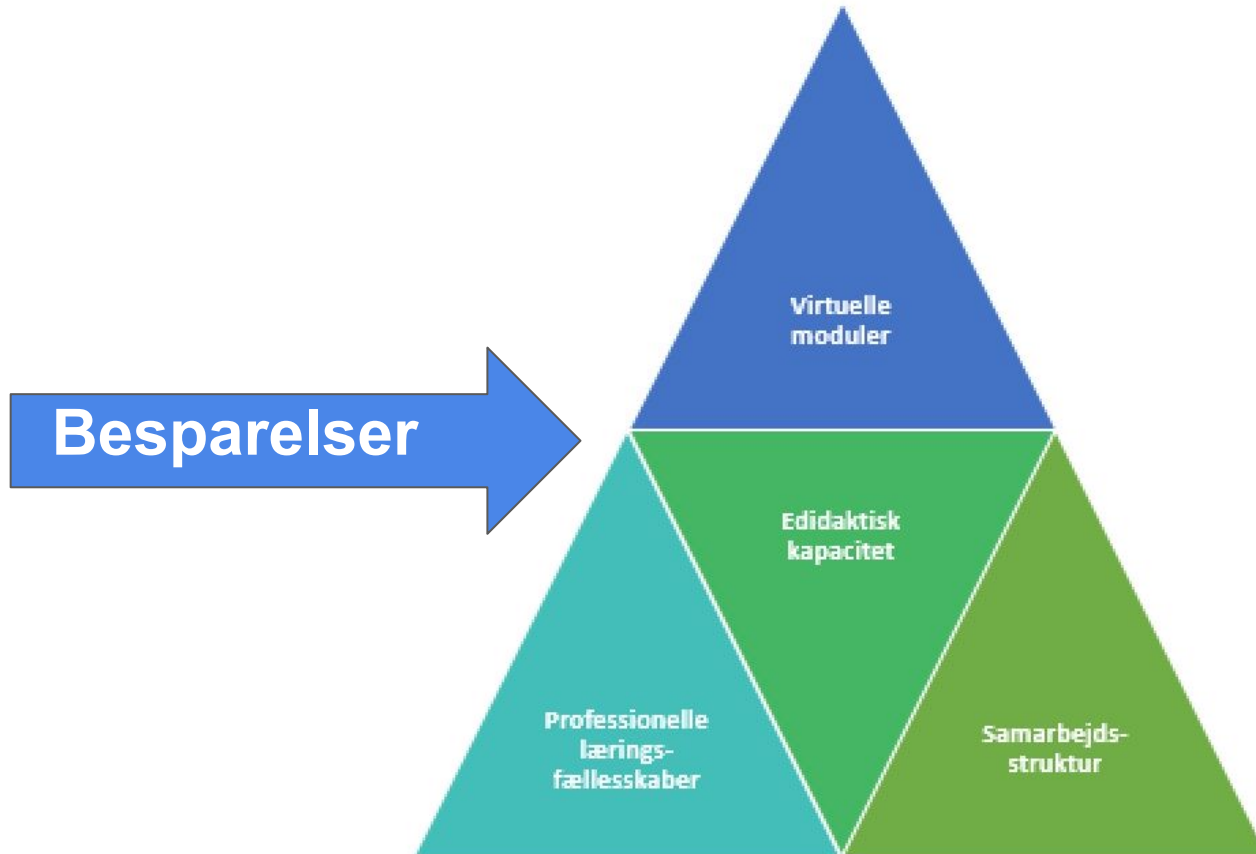 Virtuelle
moduler
Besparelser
Edidaktisk
kapacitet
Professionelle
lærings-
fællesskaber
Samarbejds-
struktur